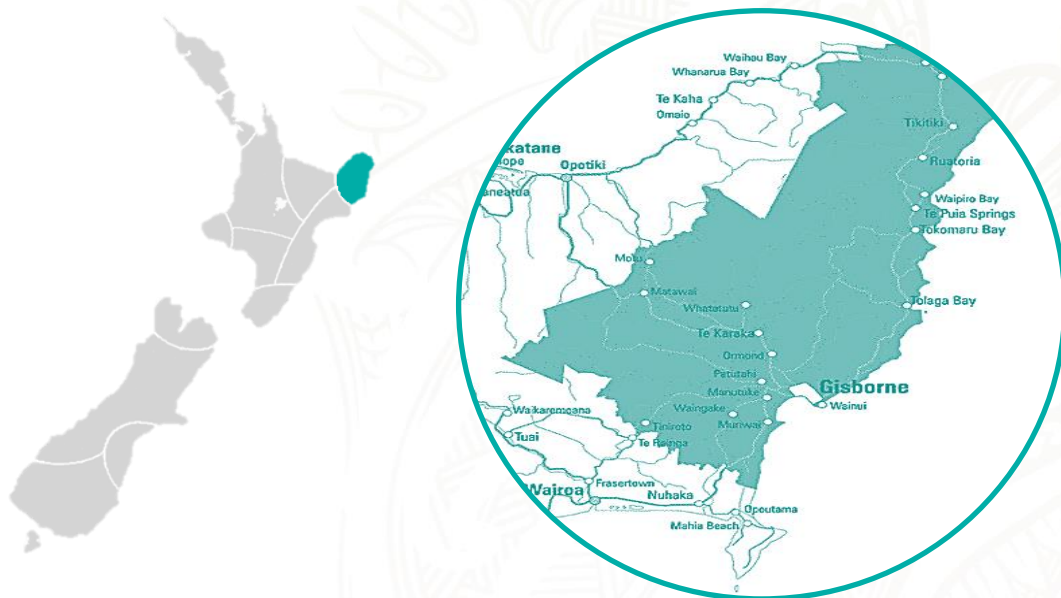 Waihau Bay
Whanarua Bay
Te Kaha
Omaio
Tikitiki
katane
Opotiki
Ruatoria
aneatua
Waipiro Bay
Te Puia Springs
Tokomaru Bay
Motu
Matawai
Whatatutu
Tolaga Bay
Te Karaka
Ormond
Patutahi
Gisborne
Manutuke
Wainui
Waingake
Waikaremoana
Muriwai
Tiniroto
Tuai
Te Reinga
Frasertown
Wairoa
Nuhaka
Opoutama
Mahia Beach